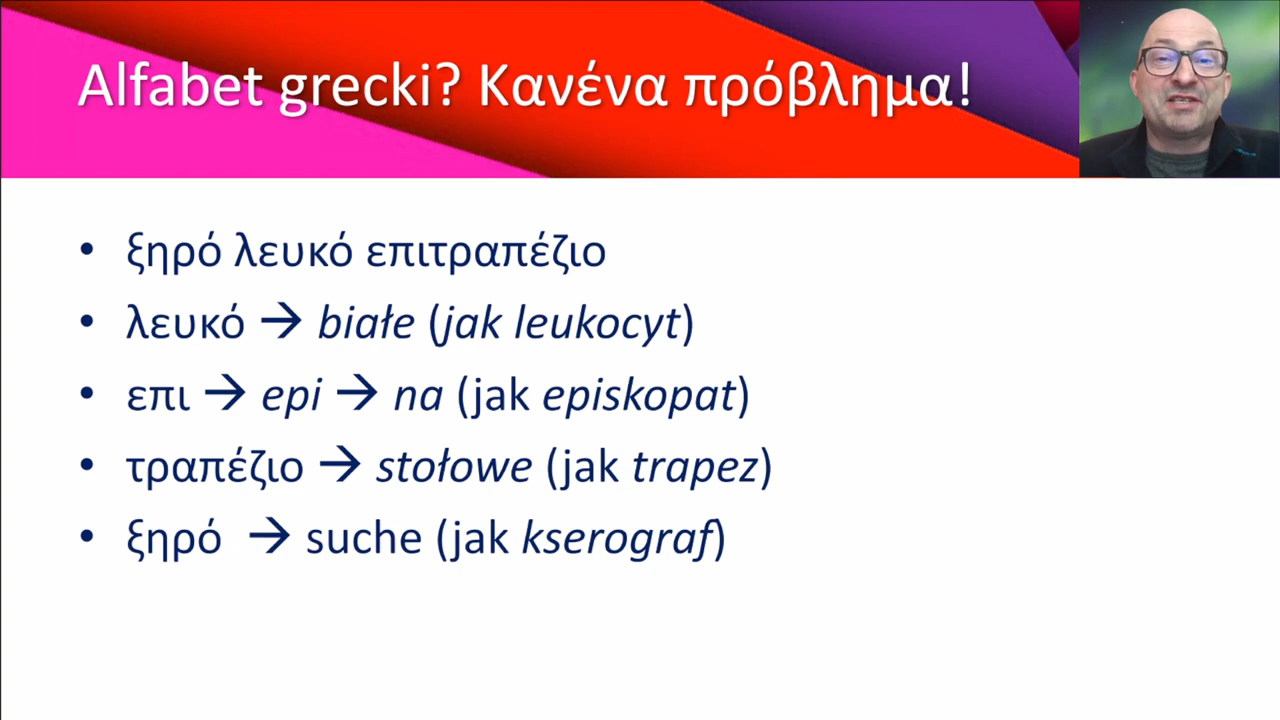 Alfabet grecki? Κανένα πρόβλημα!
• ξηρό λευκό επιτραπέζιο
• λευκό → białe (jak leukocyt)
• επι → epi → na (jak episkopat)
• τραπέζιο → stołowe (jak trapez)
• ξηρό → suche (jak kserograf)